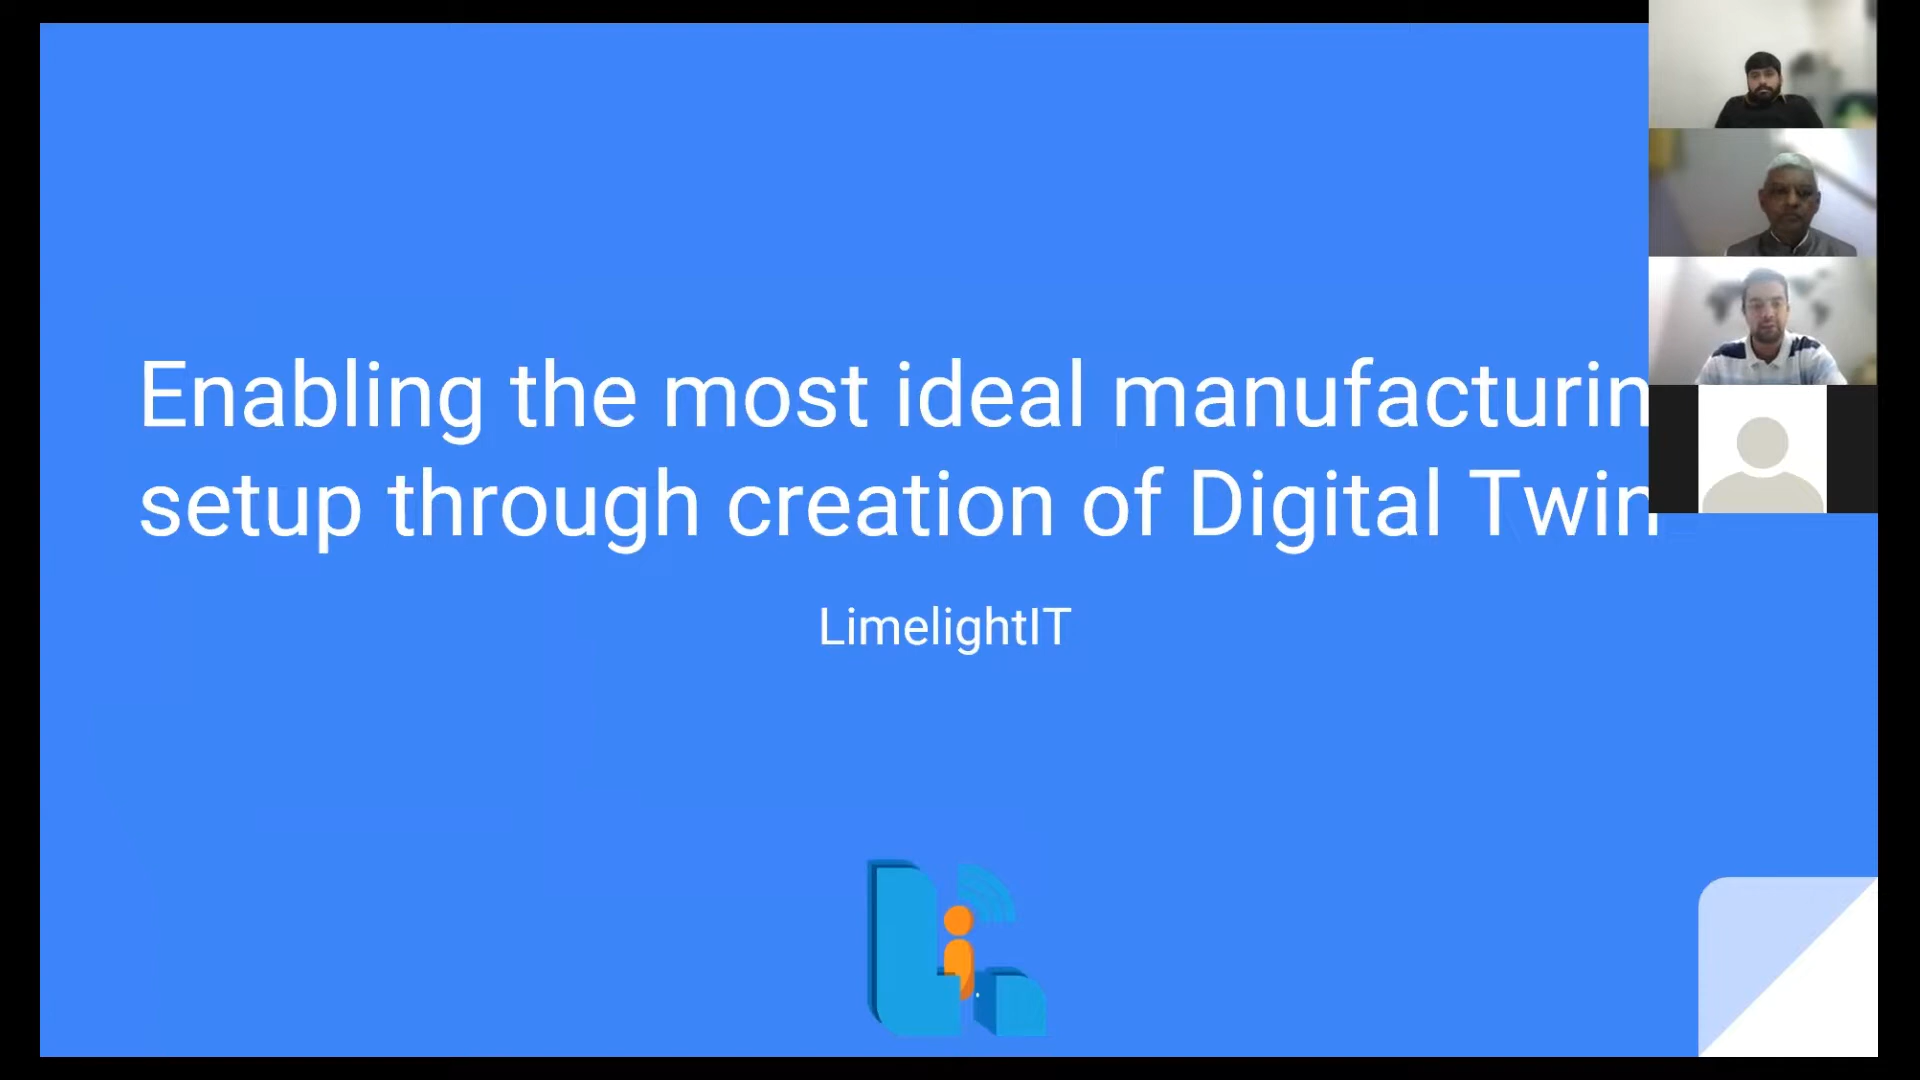 Enabling the most ideal manufacturin
setup through creation of Digital Twin
LimelightIT